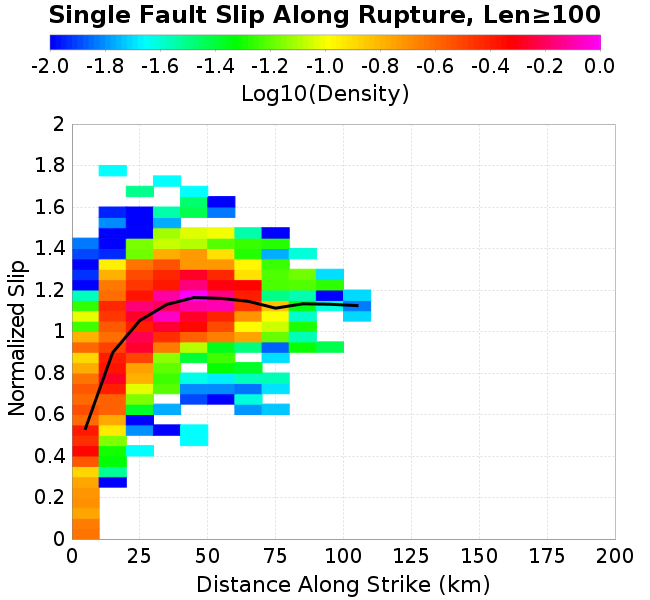 Single Fault Slip Along Rupture, Len≥100
-2.0 -1.8 -1.6 -1.4 -1.2 -1.0 -0.8 -0.6 -0.4 -0.2 0.0
Log10(Density)
2
1.8
1.6
1.4
1.2
1
0.8
0.6
0.4
0.2
0
Normalized Slip
0 25 50 75 100 125 150 175 200
Distance Along Strike (km)